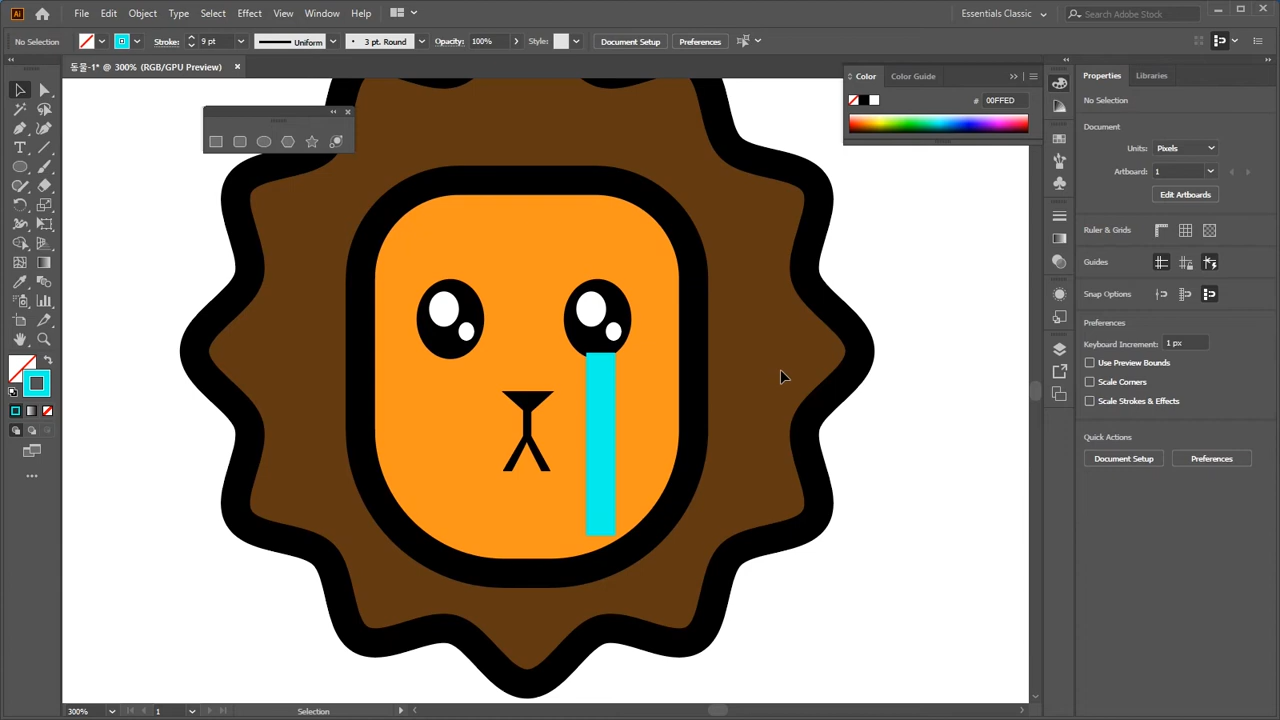 Ai File Edit Object Type Select Effect View Window Help Essentials Classic Search Adobe Stock
No Selection Stroke: 9 pt Uniform 3 pt. Round Opacity: 100% Style: Document Setup Preferences
동물-1* @ 300% (RGB/GPU Preview) ×
Color Color Guide
# 00FFED
Properties Libraries
No Selection
Document
Units: Pixels
Artboard: 1
Edit Artboards
Ruler & Grids
Guides
Snap Options
Preferences
Keyboard Increment: 1 px
Use Preview Bounds
Scale Corners
Scale Strokes & Effects
Quick Actions
Document Setup Preferences
300% 1 Selection